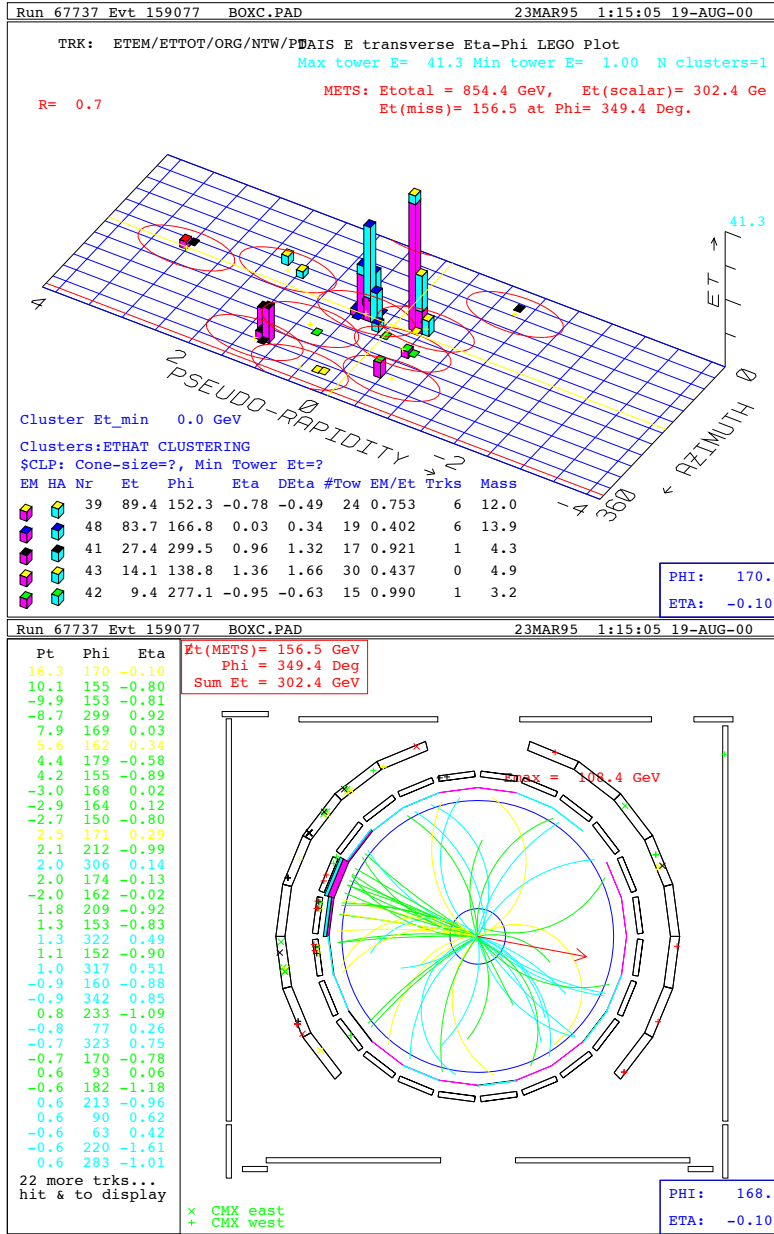 Run 67737 Evt 159077 BOXC.PAD 23MAR95 1:15:05 19-AUG-00
TRK: ETEM/ETTOT/ORG/NTW/PT DAIS E transverse Eta-Phi LEGO Plot
Max tower E= 41.3 Min tower E= 1.00 N clusters=1
METS: Etotal = 854.4 GeV, Et(scalar)= 302.4 Ge
R= 0.7
Et(miss)= 156.5 at Phi= 349.4 Deg.
41.3
ET →
4
2
0
-2
-4
PSEUDO-RAPIDITY →
0
← AZIMUTH
360
Cluster Et_min 0.0 GeV
Clusters:ETHAT CLUSTERING
$CLP: Cone-size=?, Min Tower Et=?
EM HA Nr Et Phi Eta DEta #Tow EM/Et Trks Mass
39 89.4 152.3 -0.78 -0.49 24 0.753 6 12.0
48 83.7 166.8 0.03 0.34 19 0.402 6 13.9
41 27.4 299.5 0.96 1.32 17 0.921 1 4.3
43 14.1 138.8 1.36 1.66 30 0.437 0 4.9
42 9.4 277.1 -0.95 -0.63 15 0.990 1 3.2
PHI: 170.
ETA: -0.10
Run 67737 Evt 159077 BOXC.PAD 23MAR95 1:15:05 19-AUG-00
Pt Phi Eta
16.3 170 -0.10
10.1 155 -0.80
-9.9 153 -0.81
-8.7 299 0.92
7.9 169 0.03
5.6 162 0.34
4.4 179 -0.58
4.2 155 -0.89
-3.0 168 0.02
-2.9 164 0.12
-2.7 150 -0.80
2.5 171 0.29
2.1 212 -0.99
2.0 306 0.14
2.0 174 -0.13
-2.0 162 -0.02
1.8 209 -0.92
1.3 153 -0.83
1.3 322 0.49
1.1 152 -0.90
1.0 317 0.51
-0.9 160 -0.88
-0.9 342 0.85
0.8 233 -1.09
-0.8 77 0.26
-0.7 323 0.75
-0.7 170 -0.78
0.6 93 0.06
-0.6 182 -1.18
0.6 213 -0.96
0.6 90 0.62
-0.6 63 0.42
-0.6 220 -1.61
0.6 283 -1.01
22 more trks...
hit & to display
Et(METS)= 156.5 GeV
Phi = 349.4 Deg
Sum Et = 302.4 GeV
Emax = 108.4 GeV
× CMX east
+ CMX west
PHI: 168.
ETA: -0.10